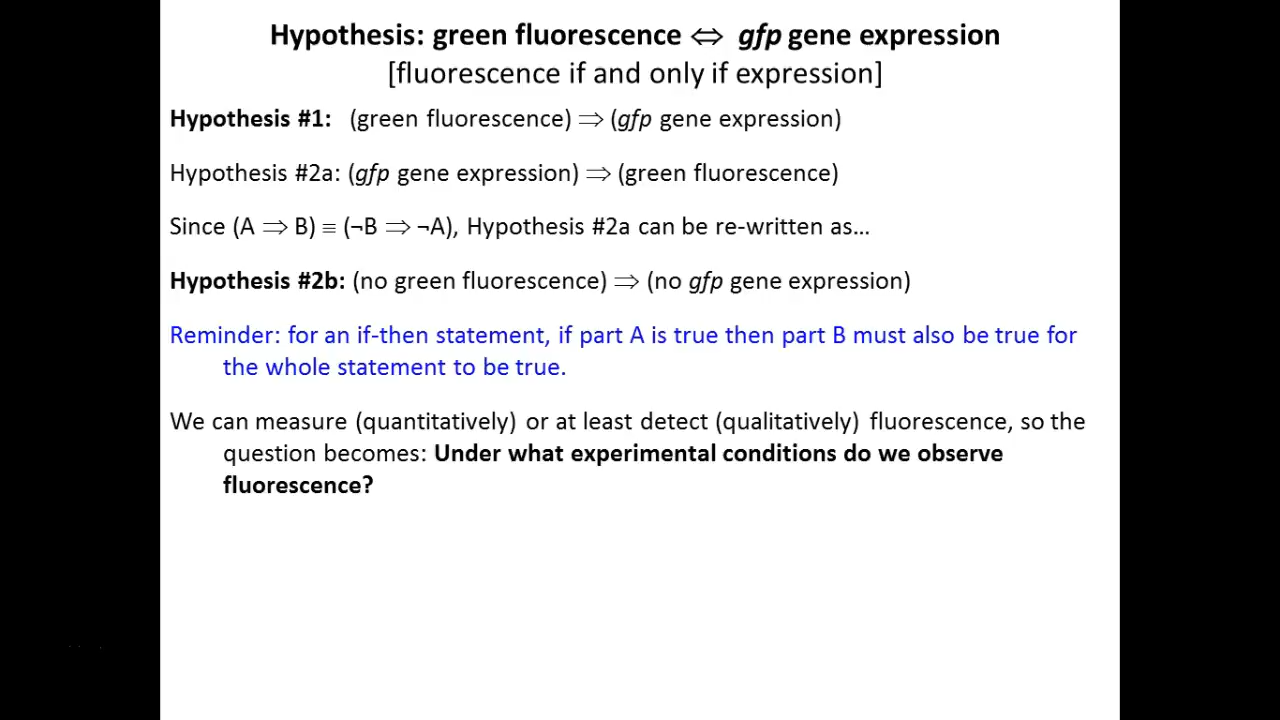 Hypothesis: green fluorescence ⇔ gfp gene expression
[fluorescence if and only if expression]
Hypothesis #1: (green fluorescence) ⇒ (gfp gene expression)
Hypothesis #2a: (gfp gene expression) ⇒ (green fluorescence)
Since (A ⇒ B) ≡ (¬B ⇒ ¬A), Hypothesis #2a can be re-written as…
Hypothesis #2b: (no green fluorescence) ⇒ (no gfp gene expression)
Reminder: for an if-then statement, if part A is true then part B must also be true for
the whole statement to be true.
We can measure (quantitatively) or at least detect (qualitatively) fluorescence, so the
question becomes: Under what experimental conditions do we observe
fluorescence?